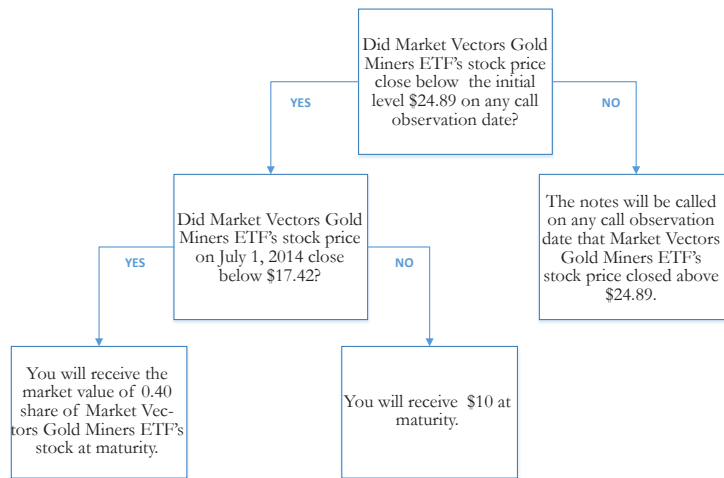 Did Market Vectors Gold
Miners ETF's stock price
close below the initial
level $24.89 on any call
observation date?
YES
NO
Did Market Vectors Gold
Miners ETF's stock price
on July 1, 2014 close
below $17.42?
The notes will be called
on any call observation
date that Market Vectors
Gold Miners ETF's
stock price closed above
$24.89.
YES
NO
You will receive the
market value of 0.40
share of Market Vec-
tors Gold Miners ETF's
stock at maturity.
You will receive $10 at
maturity.